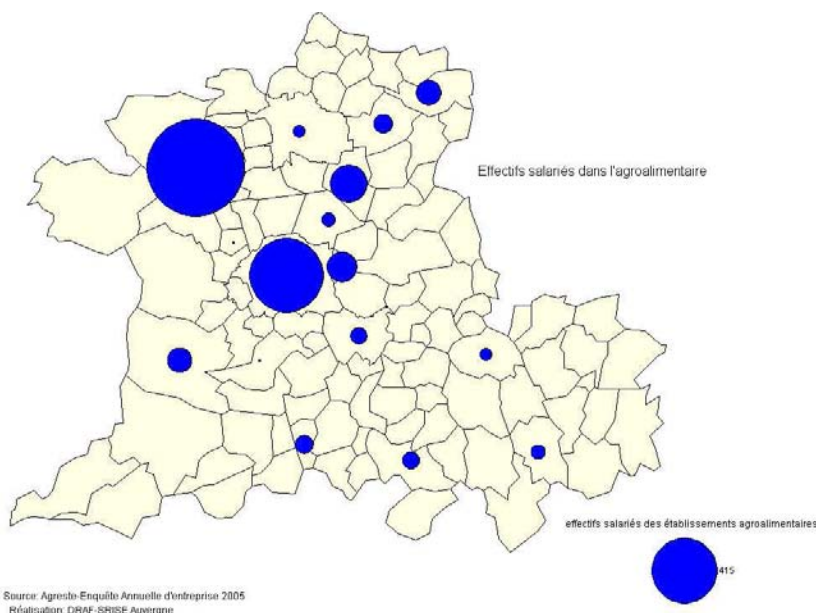 Effectifs salariés dans l'agroalimentaire
effectifs salariés des établissements agroalimentaires
415
Source: Agreste-Enquête Annuelle d'entreprise 2005
Réalisation: DRAF-SRISE Auvergne